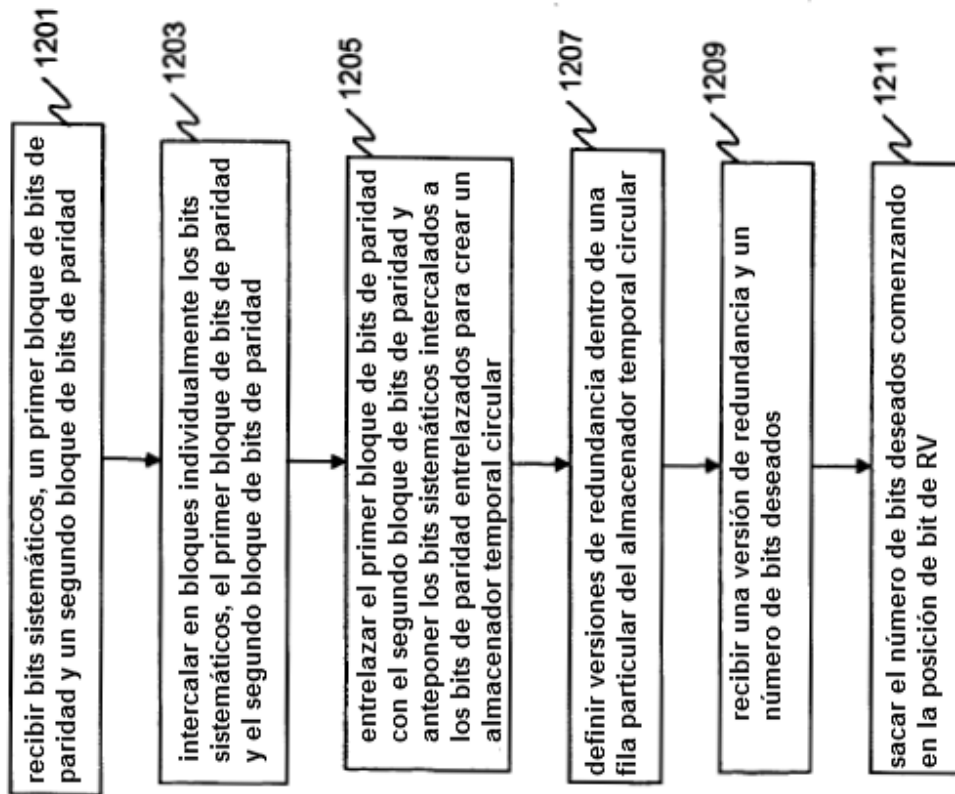 recibir bits sistemáticos, un primer bloque de bits de
paridad y un segundo bloque de bits de paridad
1201
intercalar en bloques individualmente los bits
sistemáticos, el primer bloque de bits de paridad
y el segundo bloque de bits de paridad
1203
entrelazar el primer bloque de bits de paridad
con el segundo bloque de bits de paridad y
anteponer los bits sistemáticos intercalados a
los bits de paridad entrelazados para crear un
almacenador temporal circular
1205
definir versiones de redundancia dentro de una
fila particular del almacenador temporal circular
1207
recibir una versión de redundancia y un
número de bits deseados
1209
sacar el número de bits deseados comenzando
en la posición de bit de RV
1211